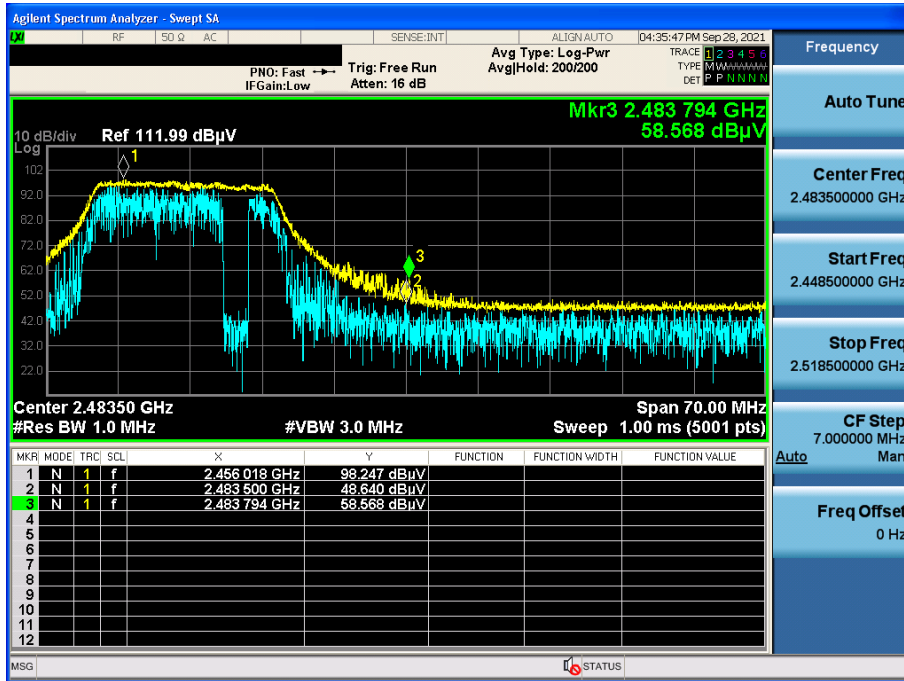 Agilent Spectrum Analyzer - Swept SA
LXI RF 50 Ω AC SENSE:INT ALIGN AUTO 04:35:47 PM Sep 28, 2021
PNO: Fast
IFGain:Low
Trig: Free Run
Atten: 16 dB
Avg Type: Log-Pwr
Avg|Hold: 200/200
TRACE 1 2 3 4 5 6
TYPE M W W W W W
DET P P N N N N
Mkr3 2.483 794 GHz
58.568 dBµV
10 dB/div Ref 111.99 dBµV
Log
102
92.0
82.0
72.0
62.0
52.0
42.0
32.0
22.0
1
3
2
Center 2.48350 GHz Span 70.00 MHz
#Res BW 1.0 MHz #VBW 3.0 MHz Sweep 1.00 ms (5001 pts)
MKR MODE TRC SCL X Y FUNCTION FUNCTION WIDTH FUNCTION VALUE
1 N 1 f 2.456 018 GHz 98.247 dBµV
2 N 1 f 2.483 500 GHz 48.640 dBµV
3 N 1 f 2.483 794 GHz 58.568 dBµV
4
5
6
7
8
9
10
11
12
MSG STATUS
Frequency
Auto Tune
Center Freq
2.483500000 GHz
Start Freq
2.448500000 GHz
Stop Freq
2.518500000 GHz
CF Step
7.000000 MHz
Auto Man
Freq Offset
0 Hz